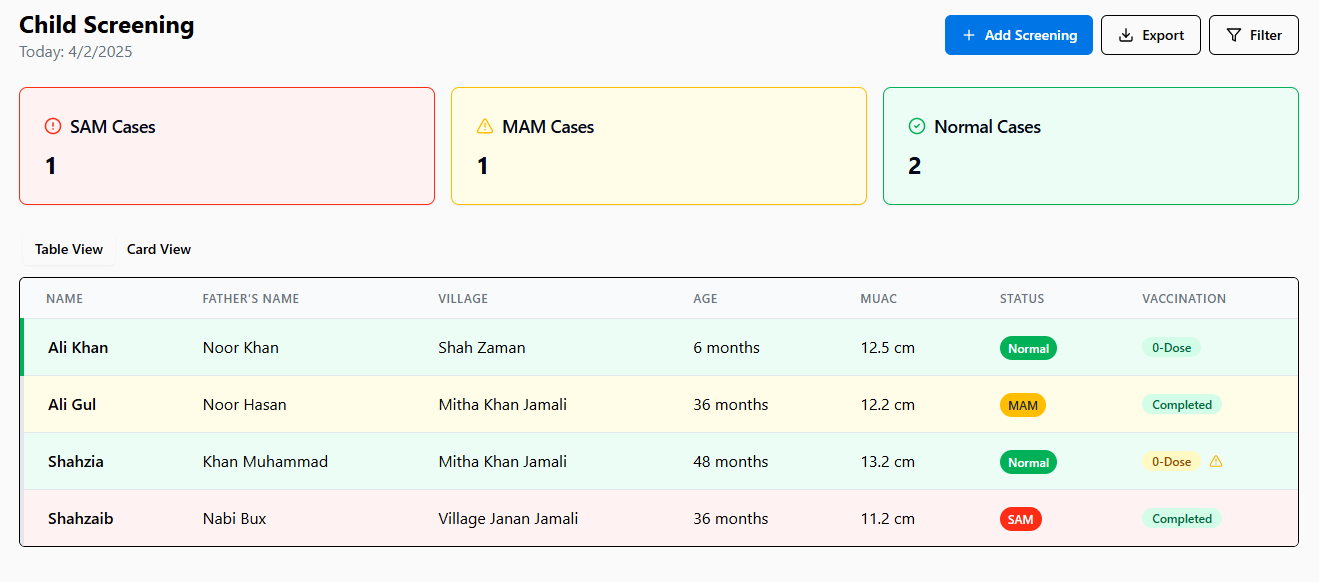 Child Screening
Today: 4/2/2025
Add Screening
Export
Filter
SAM Cases
1
MAM Cases
1
Normal Cases
2
Table View Card View
NAME FATHER'S NAME VILLAGE AGE MUAC STATUS VACCINATION
Ali Khan Noor Khan Shah Zaman 6 months 12.5 cm Normal 0-Dose
Ali Gul Noor Hasan Mitha Khan Jamali 36 months 12.2 cm MAM Completed
Shahzia Khan Muhammad Mitha Khan Jamali 48 months 13.2 cm Normal 0-Dose
Shahzaib Nabi Bux Village Janan Jamali 36 months 11.2 cm SAM Completed